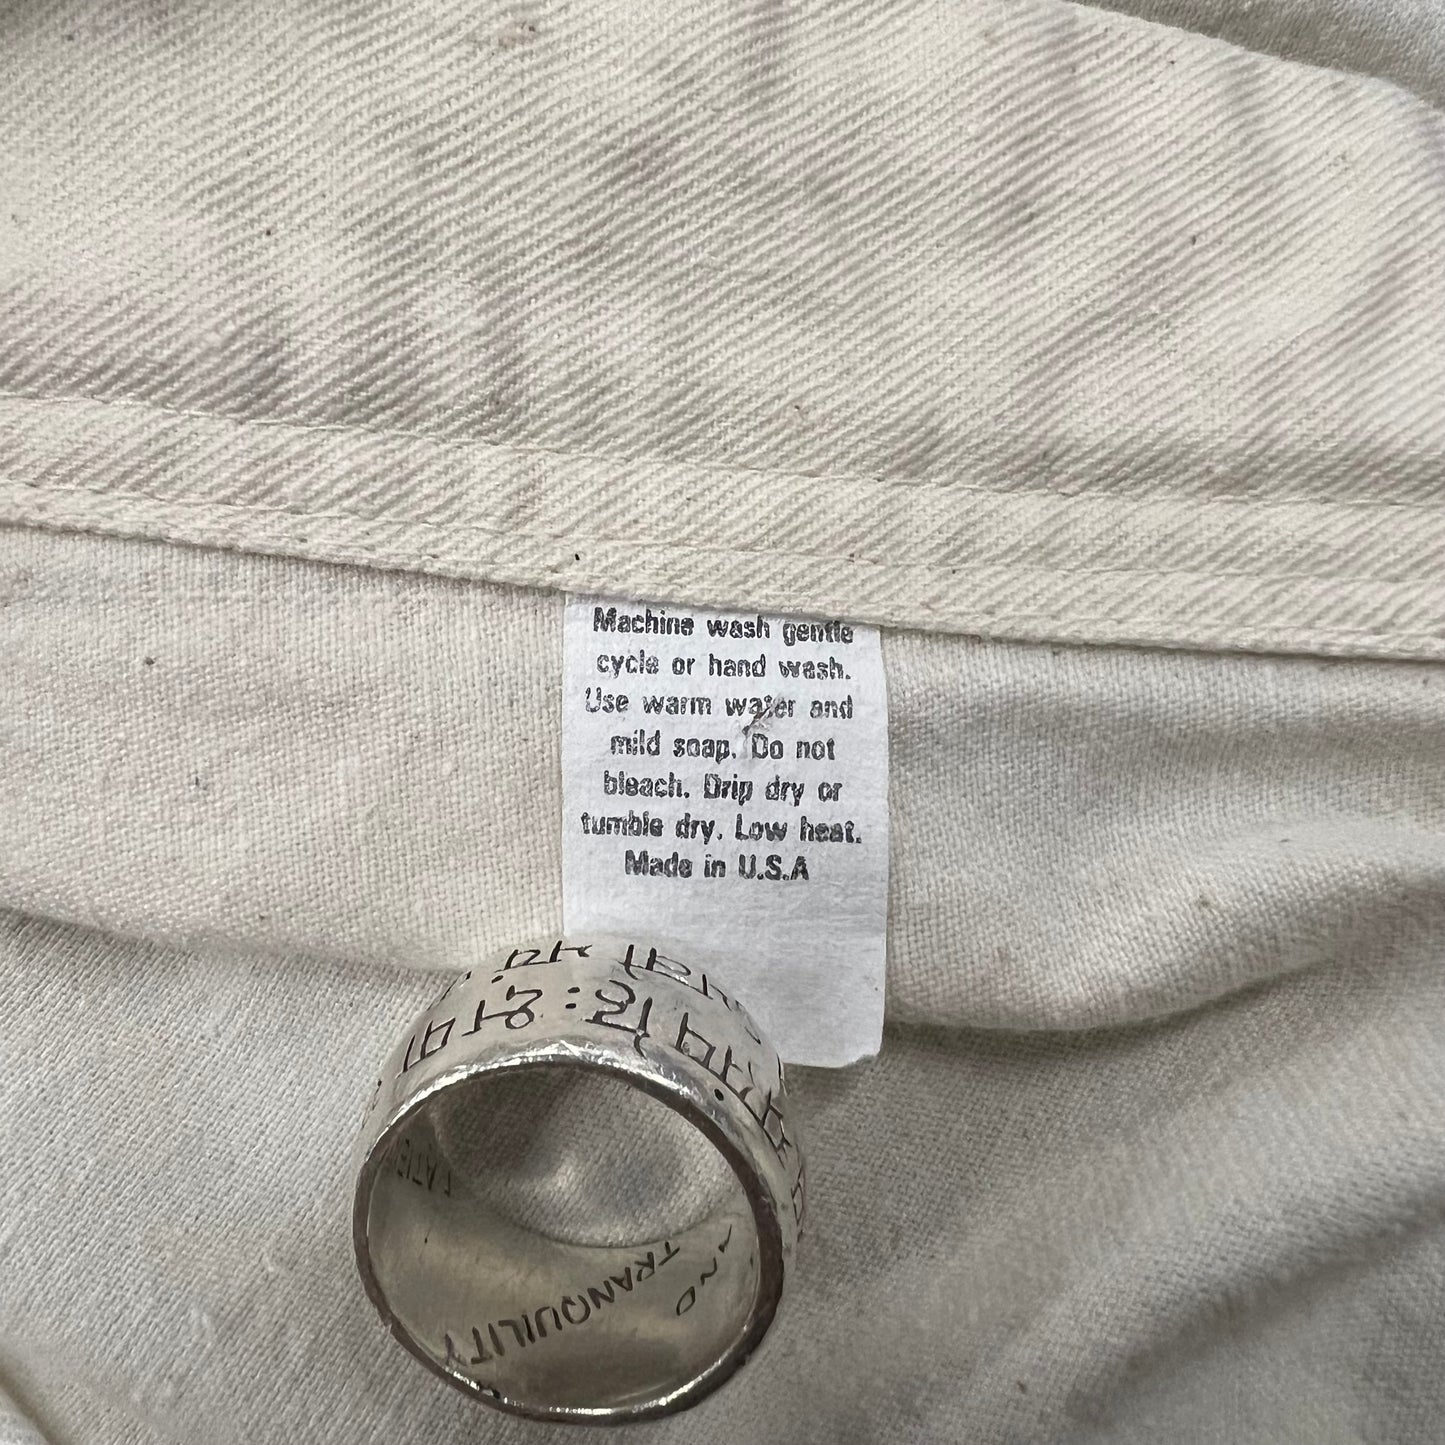 Machine wash gentle
cycle or hand wash.
Use warm water and
mild soap. Do not
bleach. Drip dry or
tumble dry. Low heat.
Made in U.S.A
TRANQUILITY